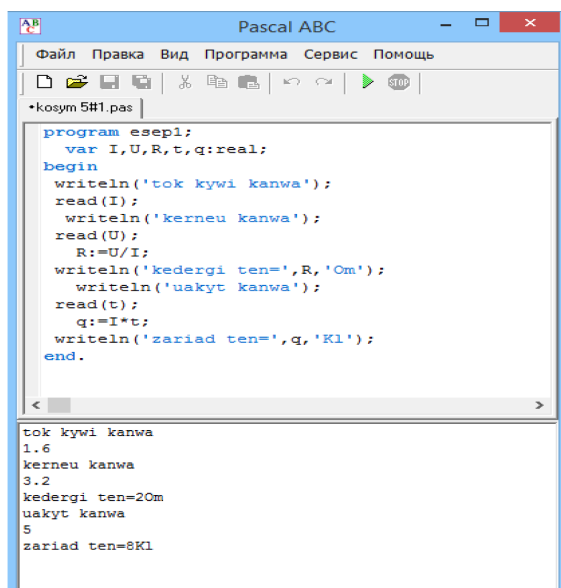 Pascal ABC
Файл Правка Вид Программа Сервис Помощь
STOP
•kosym 5#1.pas
program esep1;
var I,U,R,t,q:real;
begin
writeln('tok kywi kanwa');
read(I);
writeln('kerneu kanwa');
read(U);
R:=U/I;
writeln('kedergi ten=',R,'Om');
writeln('uakyt kanwa');
read(t);
q:=I*t;
writeln('zariad ten=',q,'Kl');
end.
tok kywi kanwa
1.6
kerneu kanwa
3.2
kedergi ten=2Om
uakyt kanwa
5
zariad ten=8Kl